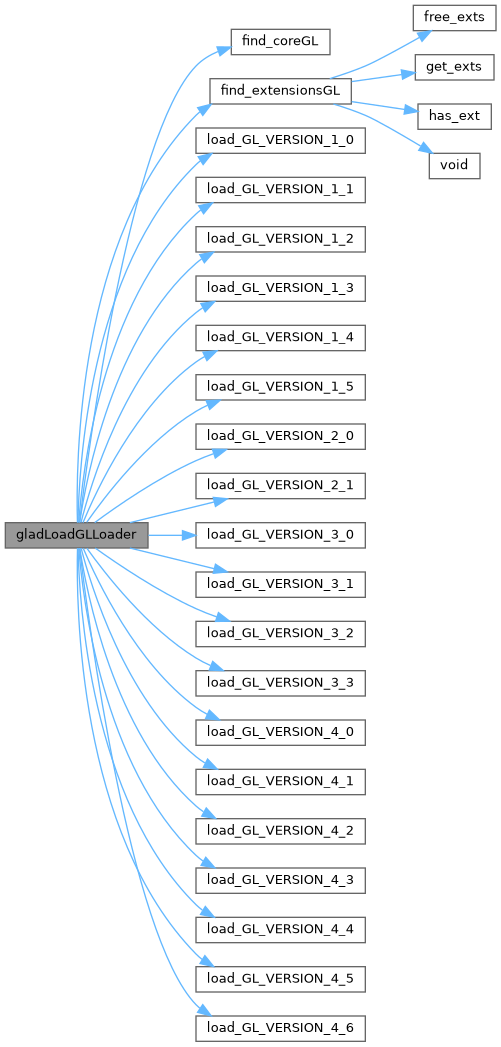 free_exts
find_coreGL
get_exts
find_extensionsGL
has_ext
load_GL_VERSION_1_0
void
load_GL_VERSION_1_1
load_GL_VERSION_1_2
load_GL_VERSION_1_3
load_GL_VERSION_1_4
load_GL_VERSION_1_5
load_GL_VERSION_2_0
load_GL_VERSION_2_1
gladLoadGLLoader
load_GL_VERSION_3_0
load_GL_VERSION_3_1
load_GL_VERSION_3_2
load_GL_VERSION_3_3
load_GL_VERSION_4_0
load_GL_VERSION_4_1
load_GL_VERSION_4_2
load_GL_VERSION_4_3
load_GL_VERSION_4_4
load_GL_VERSION_4_5
load_GL_VERSION_4_6